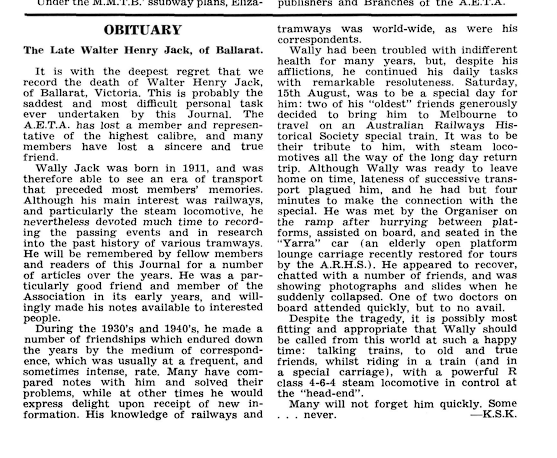 Under the M.M.T.B.' ssubway plans, Eliza-
OBITUARY
The Late Walter Henry Jack, of Ballarat.
It is with the deepest regret that we
record the death of Walter Henry Jack,
of Ballarat, Victoria. This is probably the
saddest and most difficult personal task
ever undertaken by this Journal. The
A.E.T.A. has lost a member and represen-
tative of the highest calibre, and many
members have lost a sincere and true
friend.
Wally Jack was born in 1911, and was
therefore able to see an era of transport
that preceded most members' memories.
Although his main interest was railways,
and particularly the steam locomotive, he
nevertheless devoted much time to record-
ing the passing events and in research
into the past history of various tramways.
He will be remembered by fellow members
and readers of this Journal for a number
of articles over the years. He was a par-
ticularly good friend and member of the
Association in its early years, and will-
ingly made his notes available to interested
people.
During the 1930's and 1940's, he made a
number of friendships which endured down
the years by the medium of correspond-
ence, which was usually at a frequent, and
sometimes intense, rate. Many have com-
pared notes with him and solved their
problems, while at other times he would
express delight upon receipt of new in-
formation. His knowledge of railways and
publishers and Branches of the A.E.T.A.
tramways was world-wide, as were his
correspondents.
Wally had been troubled with indifferent
health for many years, but, despite his
afflictions, he continued his daily tasks
with remarkable resoluteness. Saturday,
15th August, was to be a special day for
him: two of his "oldest" friends generously
decided to bring him to Melbourne to
travel on an Australian Railways His-
torical Society special train. It was to be
their tribute to him, with steam loco-
motives all the way of the long day return
trip. Although Wally was ready to leave
home on time, lateness of successive trans-
port plagued him, and he had but four
minutes to make the connection with the
special. He was met by the Organiser on
the ramp after hurrying between plat-
forms, assisted on board, and seated in the
"Yarra" car (an elderly open platform
lounge carriage recently restored for tours
by the A.R.H.S.). He appeared to recover,
chatted with a number of friends, and was
showing photographs and slides when he
suddenly collapsed. One of two doctors on
board attended quickly, but to no avail.
Despite the tragedy, it is possibly most
fitting and appropriate that Wally should
be called from this world at such a happy
time: talking trains, to old and true
friends, whilst riding in a train (and in
a special carriage), with a powerful R
class 4-6-4 steam locomotive in control at
the "head-end".
Many will not forget him quickly. Some
. . . never. —K.S.K.